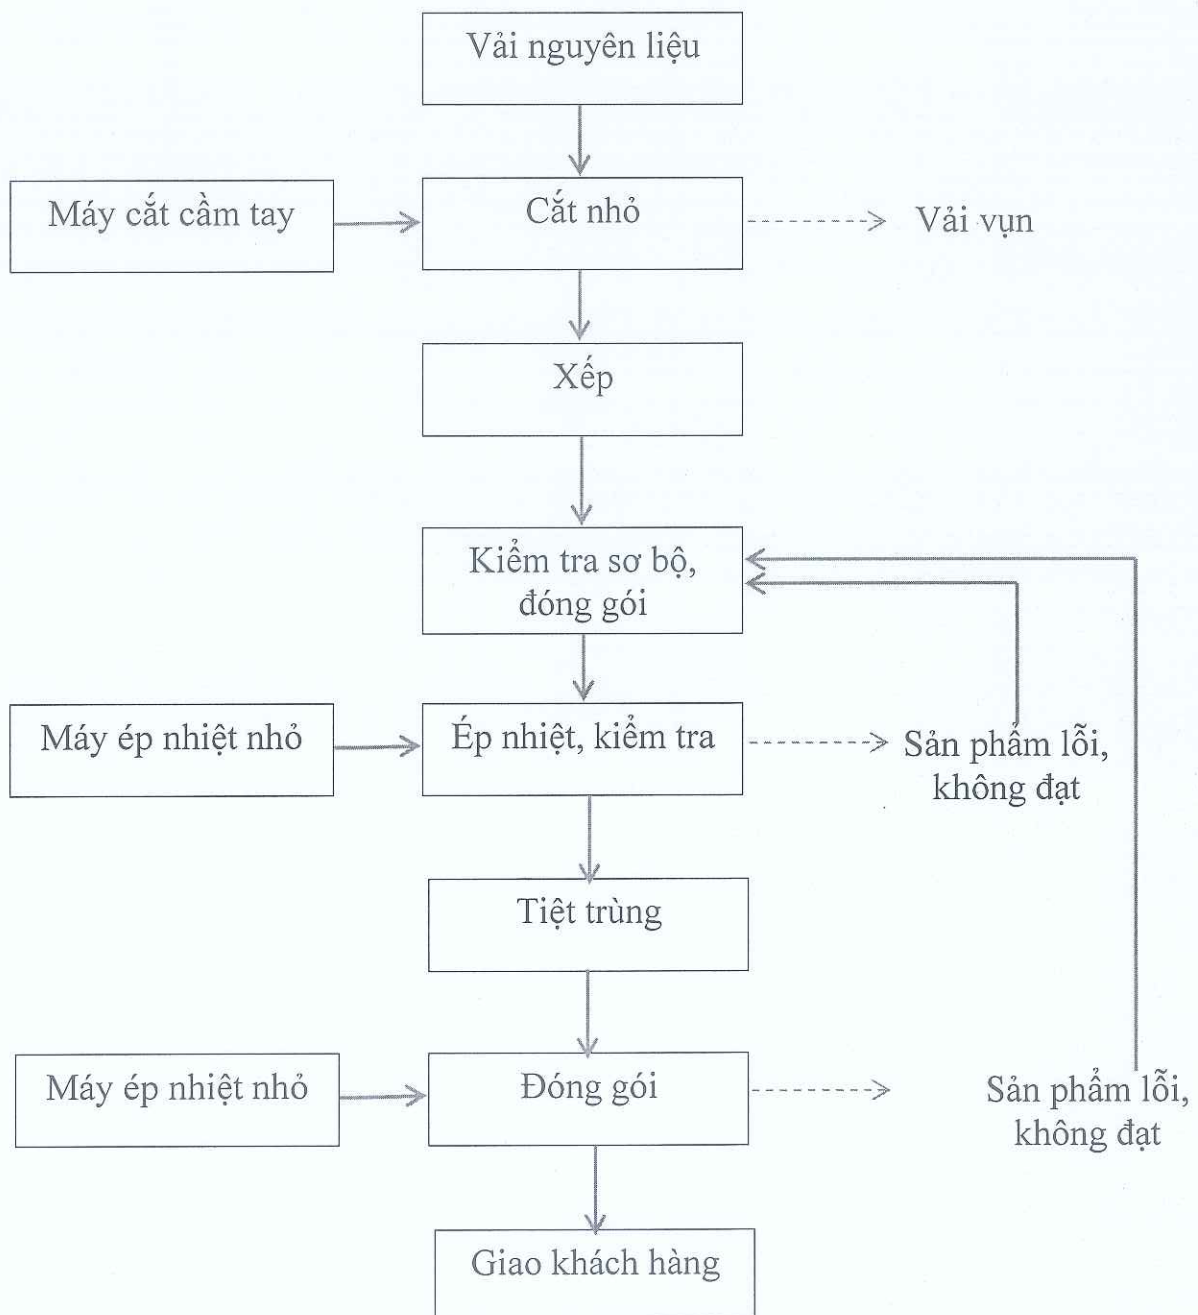 Vải nguyên liệu
Máy cắt cầm tay
Cắt nhỏ
Vải vụn
Xếp
Kiểm tra sơ bộ,
đóng gói
Máy ép nhiệt nhỏ
Ép nhiệt, kiểm tra
Sản phẩm lỗi,
không đạt
Tiệt trùng
Máy ép nhiệt nhỏ
Đóng gói
Sản phẩm lỗi,
không đạt
Giao khách hàng